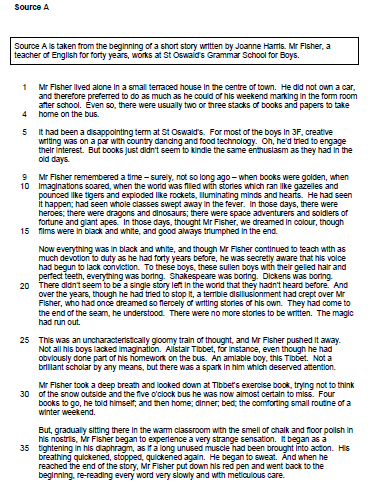 Source A
Source A is taken from the beginning of a short story written by Joanne Harris. Mr Fisher, a
teacher of English for forty years, works at St Oswald's Grammar School for Boys.
1 Mr Fisher lived alone in a small terraced house in the centre of town. He did not own a car,
and therefore preferred to do as much as he could of his weekend marking in the form room
after school. Even so, there were usually two or three stacks of books and papers to take
4 home on the bus.
5 It had been a disappointing term at St Oswald's. For most of the boys in 3F, creative
writing was on a par with country dancing and food technology. Oh, he'd tried to engage
their interest. But books just didn't seem to kindle the same enthusiasm as they had in the
old days.
9 Mr Fisher remembered a time – surely, not so long ago – when books were golden, when
10 imaginations soared, when the world was filled with stories which ran like gazelles and
pounced like tigers and exploded like rockets, illuminating minds and hearts. He had seen
it happen; had seen whole classes swept away in the fever. In those days, there were
heroes; there were dragons and dinosaurs; there were space adventurers and soldiers of
fortune and giant apes. In those days, thought Mr Fisher, we dreamed in colour, though
15 films were in black and white, and good always triumphed in the end.
Now everything was in black and white, and though Mr Fisher continued to teach with as
much devotion to duty as he had forty years before, he was secretly aware that his voice
had begun to lack conviction. To these boys, these sullen boys with their gelled hair and
perfect teeth, everything was boring. Shakespeare was boring. Dickens was boring.
20 There didn't seem to be a single story left in the world that they hadn't heard before. And
over the years, though he had tried to stop it, a terrible disillusionment had crept over Mr
Fisher, who had once dreamed so fiercely of writing stories of his own. They had come to
the end of the seam, he understood. There were no more stories to be written. The magic
had run out.
25 This was an uncharacteristically gloomy train of thought, and Mr Fisher pushed it away.
Not all his boys lacked imagination. Alistair Tibbet, for instance, even though he had
obviously done part of his homework on the bus. An amiable boy, this Tibbet. Not a
brilliant scholar by any means, but there was a spark in him which deserved attention.
Mr Fisher took a deep breath and looked down at Tibbet's exercise book, trying not to think
30 of the snow outside and the five o'clock bus he was now almost certain to miss. Four
books to go, he told himself; and then home; dinner; bed; the comforting small routine of a
winter weekend.
But, gradually sitting there in the warm classroom with the smell of chalk and floor polish in
his nostrils, Mr Fisher began to experience a very strange sensation. It began as a
35 tightening in his diaphragm, as if a long unused muscle had been brought into action. His
breathing quickened, stopped, quickened again. He began to sweat. And when he
reached the end of the story, Mr Fisher put down his red pen and went back to the
beginning, re-reading every word very slowly and with meticulous care.